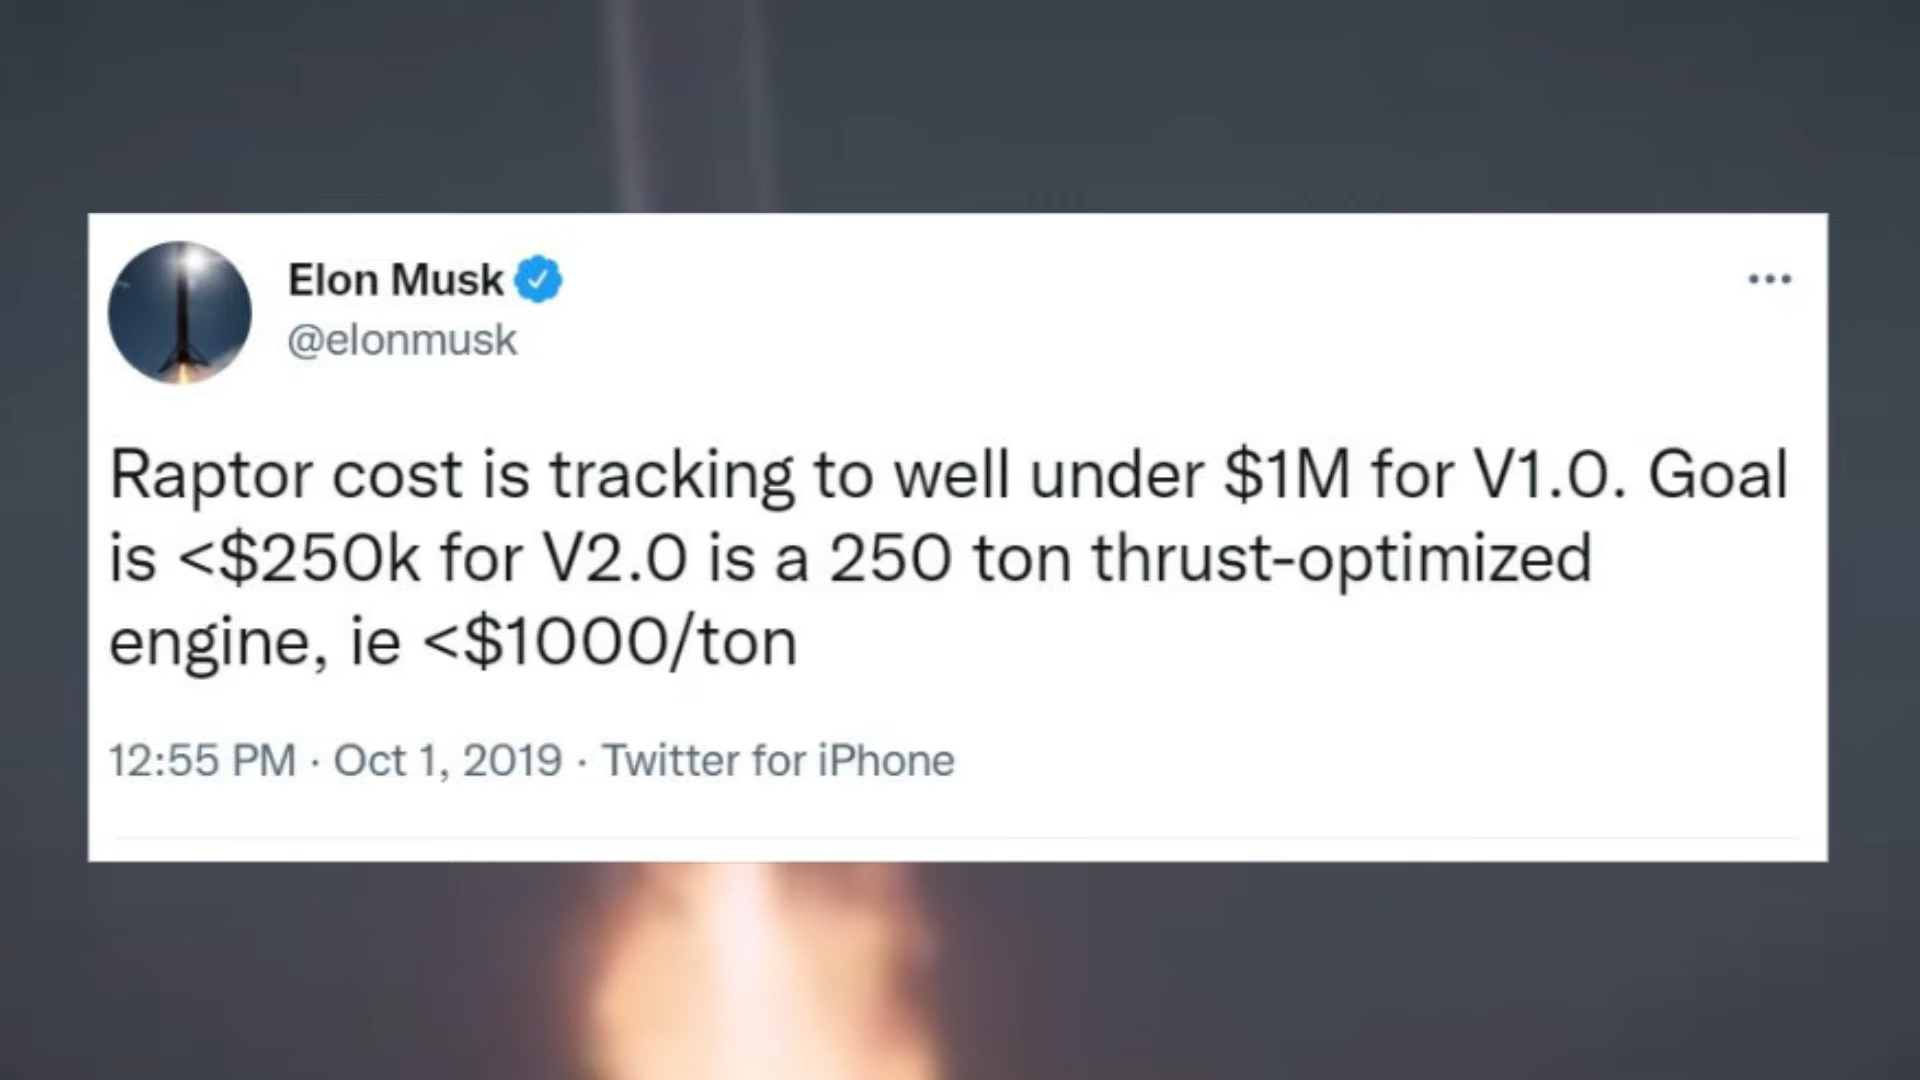 Elon Musk
@elonmusk
Raptor cost is tracking to well under $1M for V1.0. Goal
is <$250k for V2.0 is a 250 ton thrust-optimized
engine, ie <$1000/ton
12:55 PM · Oct 1, 2019 · Twitter for iPhone